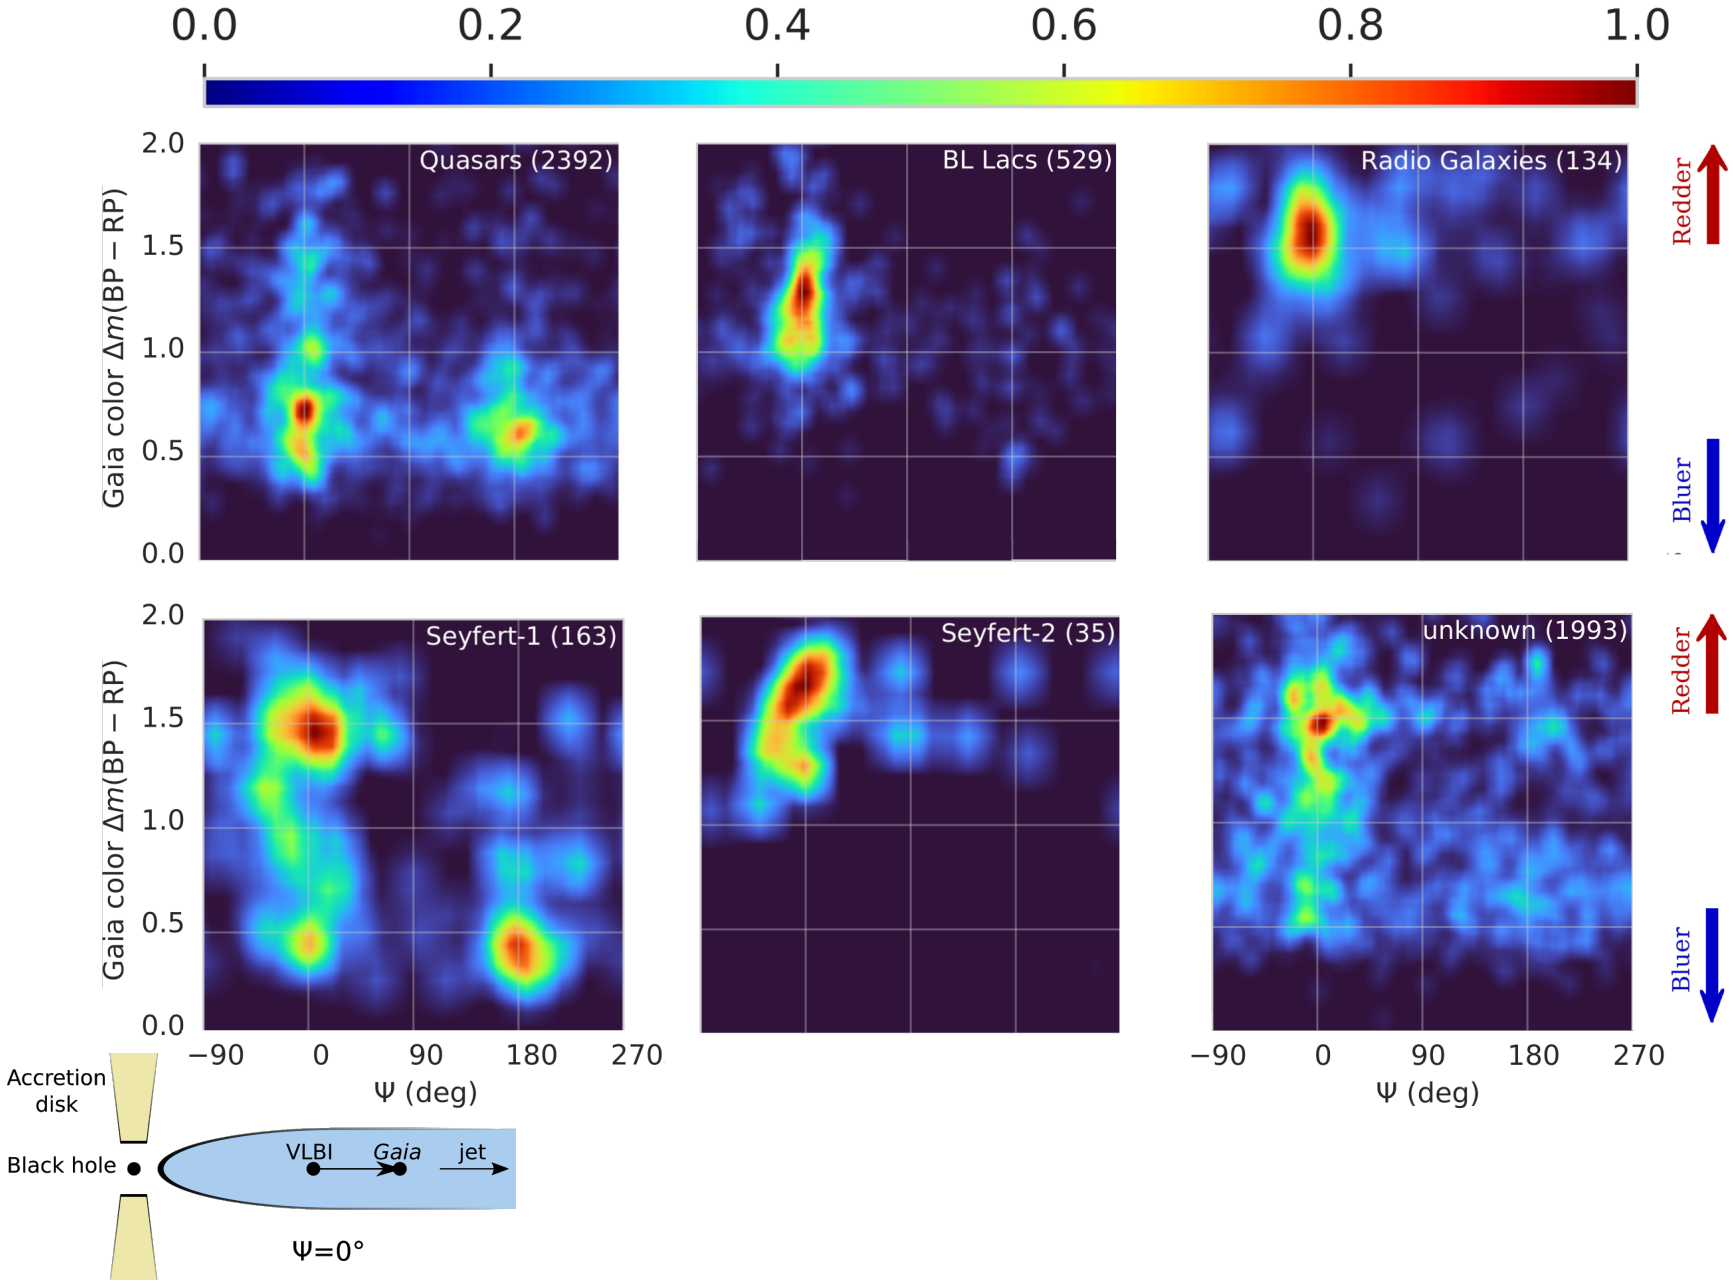 0.0 0.2 0.4 0.6 0.8 1.0
Gaia color Δm(BP − RP)
2.0
1.5
1.0
0.5
0.0
Quasars (2392)
BL Lacs (529)
Radio Galaxies (134)
Redder
Bluer
Gaia color Δm(BP − RP)
2.0
1.5
1.0
0.5
0.0
Seyfert-1 (163)
Seyfert-2 (35)
unknown (1993)
Redder
Bluer
−90 0 90 180 270
Ψ (deg)
−90 0 90 180 270
Ψ (deg)
Accretion
disk
Black hole
VLBI Gaia jet
Ψ=0°